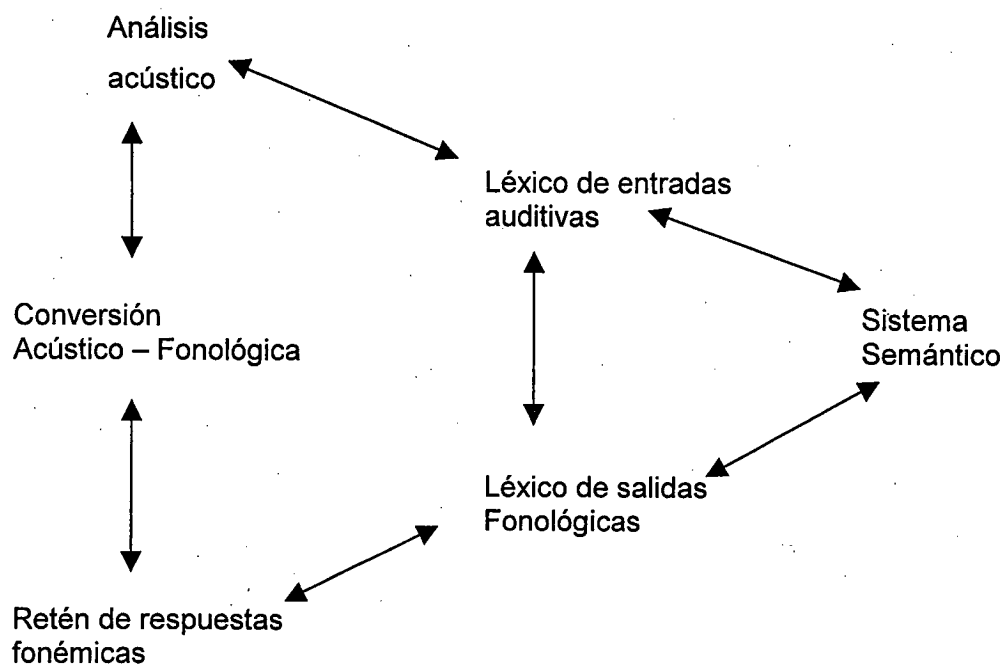 Análisis
acústico
Léxico de entradas
auditivas
Conversión
Acústico – Fonológica
Sistema
Semántico
Léxico de salidas
Fonológicas
Retén de respuestas
fonémicas